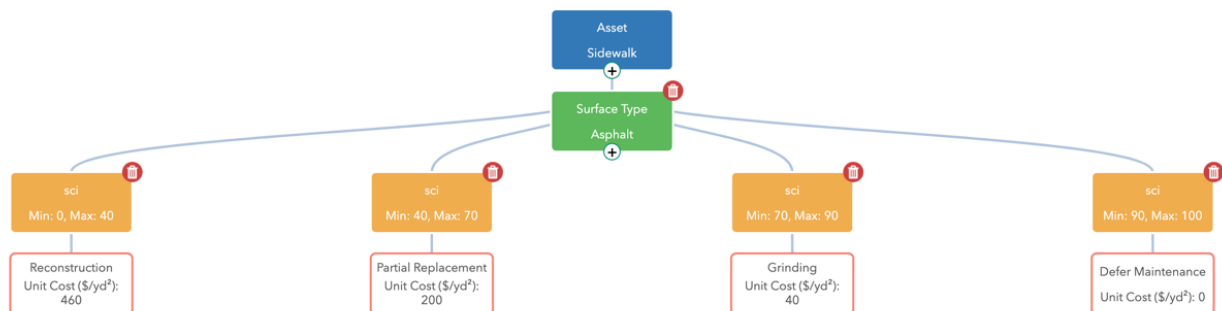 Asset
Sidewalk
Surface Type
Asphalt
sci
Min: 0, Max: 40
sci
Min: 40, Max: 70
sci
Min: 70, Max: 90
sci
Min: 90, Max: 100
Reconstruction
Unit Cost ($/yd²):
460
Partial Replacement
Unit Cost ($/yd²):
200
Grinding
Unit Cost ($/yd²):
40
Defer Maintenance
Unit Cost ($/yd²): 0